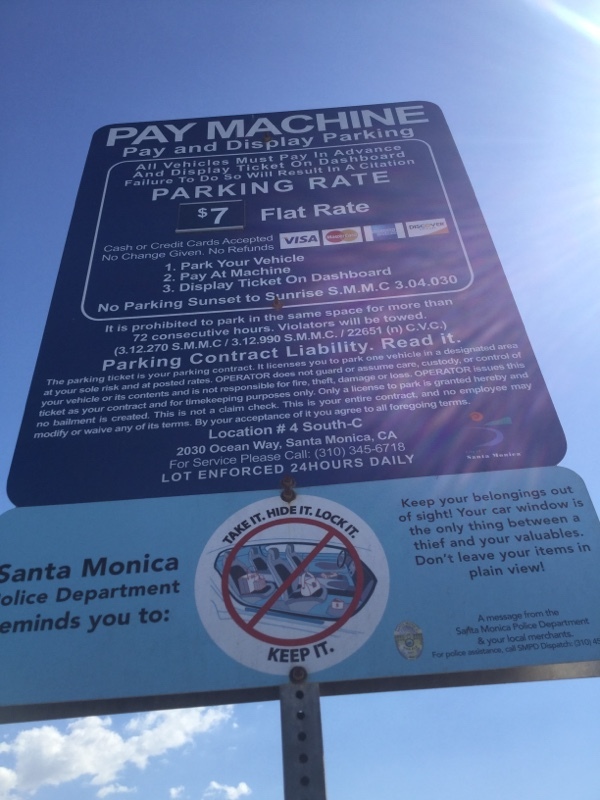 PAY MACHINE
Pay and Display Parking
All Vehicles Must Pay In Advance
And Display Ticket On Dashboard
Failure To Do So Will Result In A Citation
PARKING RATE
$7 Flat Rate
Cash or Credit Cards Accepted
No Change Given. No Refunds
VISA MasterCard DISCOVER
1. Park Your Vehicle
2. Pay At Machine
3. Display Ticket On Dashboard
No Parking Sunset to Sunrise S.M.M.C 3.04.030
It is prohibited to park in the same space for more than
72 consecutive hours. Violators will be towed.
(3.12.270 S.M.M.C / 3.12.990 S.M.M.C. / 22651 (n) C.V.C.)
Parking Contract Liability. Read it.
The parking ticket is your parking contract. It licenses you to park one vehicle in a designated area
at your sole risk and at posted rates. OPERATOR does not guard or assume care, custody, or control of
your vehicle or its contents and is not responsible for fire, theft, damage or loss. OPERATOR issues this
ticket as your contract and for timekeeping purposes only. Only a license to park is granted hereby and
no bailment is created. This is not a claim check. This is your entire contract, and no employee may
modify or waive any of its terms. By your acceptance of it you agree to all foregoing terms.
Location # 4 South-C
2030 Ocean Way, Santa Monica, CA
For Service Please Call: (310) 345-6718
LOT ENFORCED 24HOURS DAILY
Santa Monica
Santa Monica
olice Department
eminds you to:
TAKE IT. HIDE IT. LOCK IT.
KEEP IT.
Keep your belongings out
of sight! Your car window is
the only thing between a
thief and your valuables.
Don't leave your items in
plain view!
A message from the
Santa Monica Police Department
& your local merchants.
For police assistance, call SMPD Dispatch: (310)